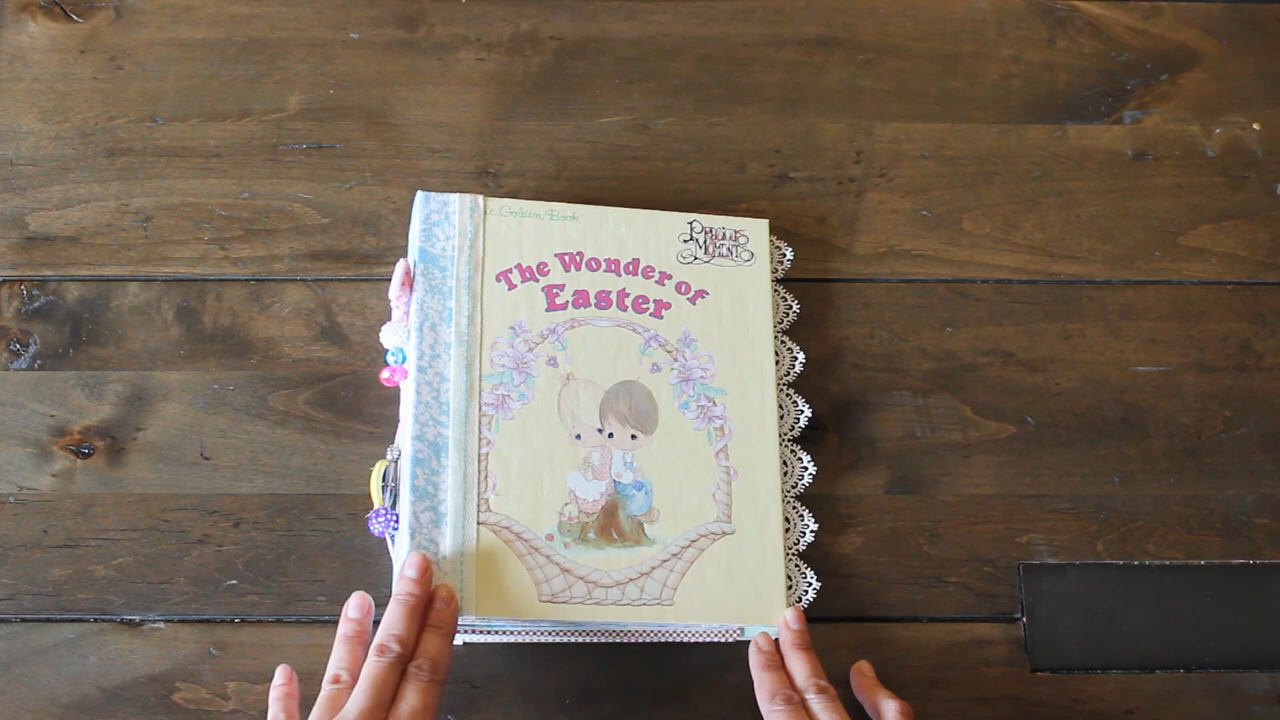 Golden Book
PRECIOUS
MOMENTS
The Wonder of
Easter